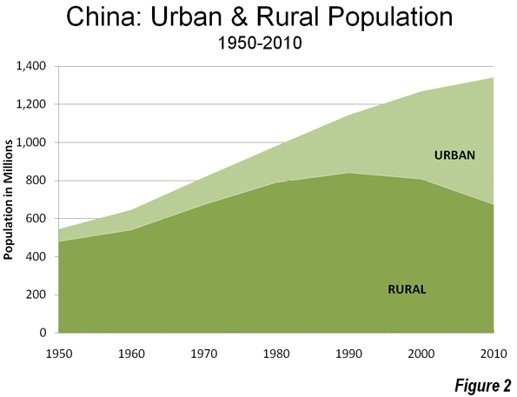 China: Urban & Rural Population
1950-2010
Population in Millions
1,400
1,200
1,000
800
600
400
200
0
URBAN
RURAL
1950 1960 1970 1980 1990 2000 2010
Figure 2